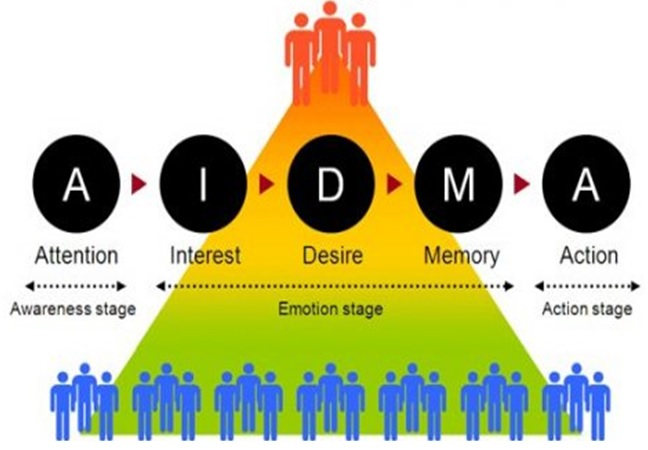 A I D M A
Attention Interest Desire Memory Action
Awareness stage Emotion stage Action stage